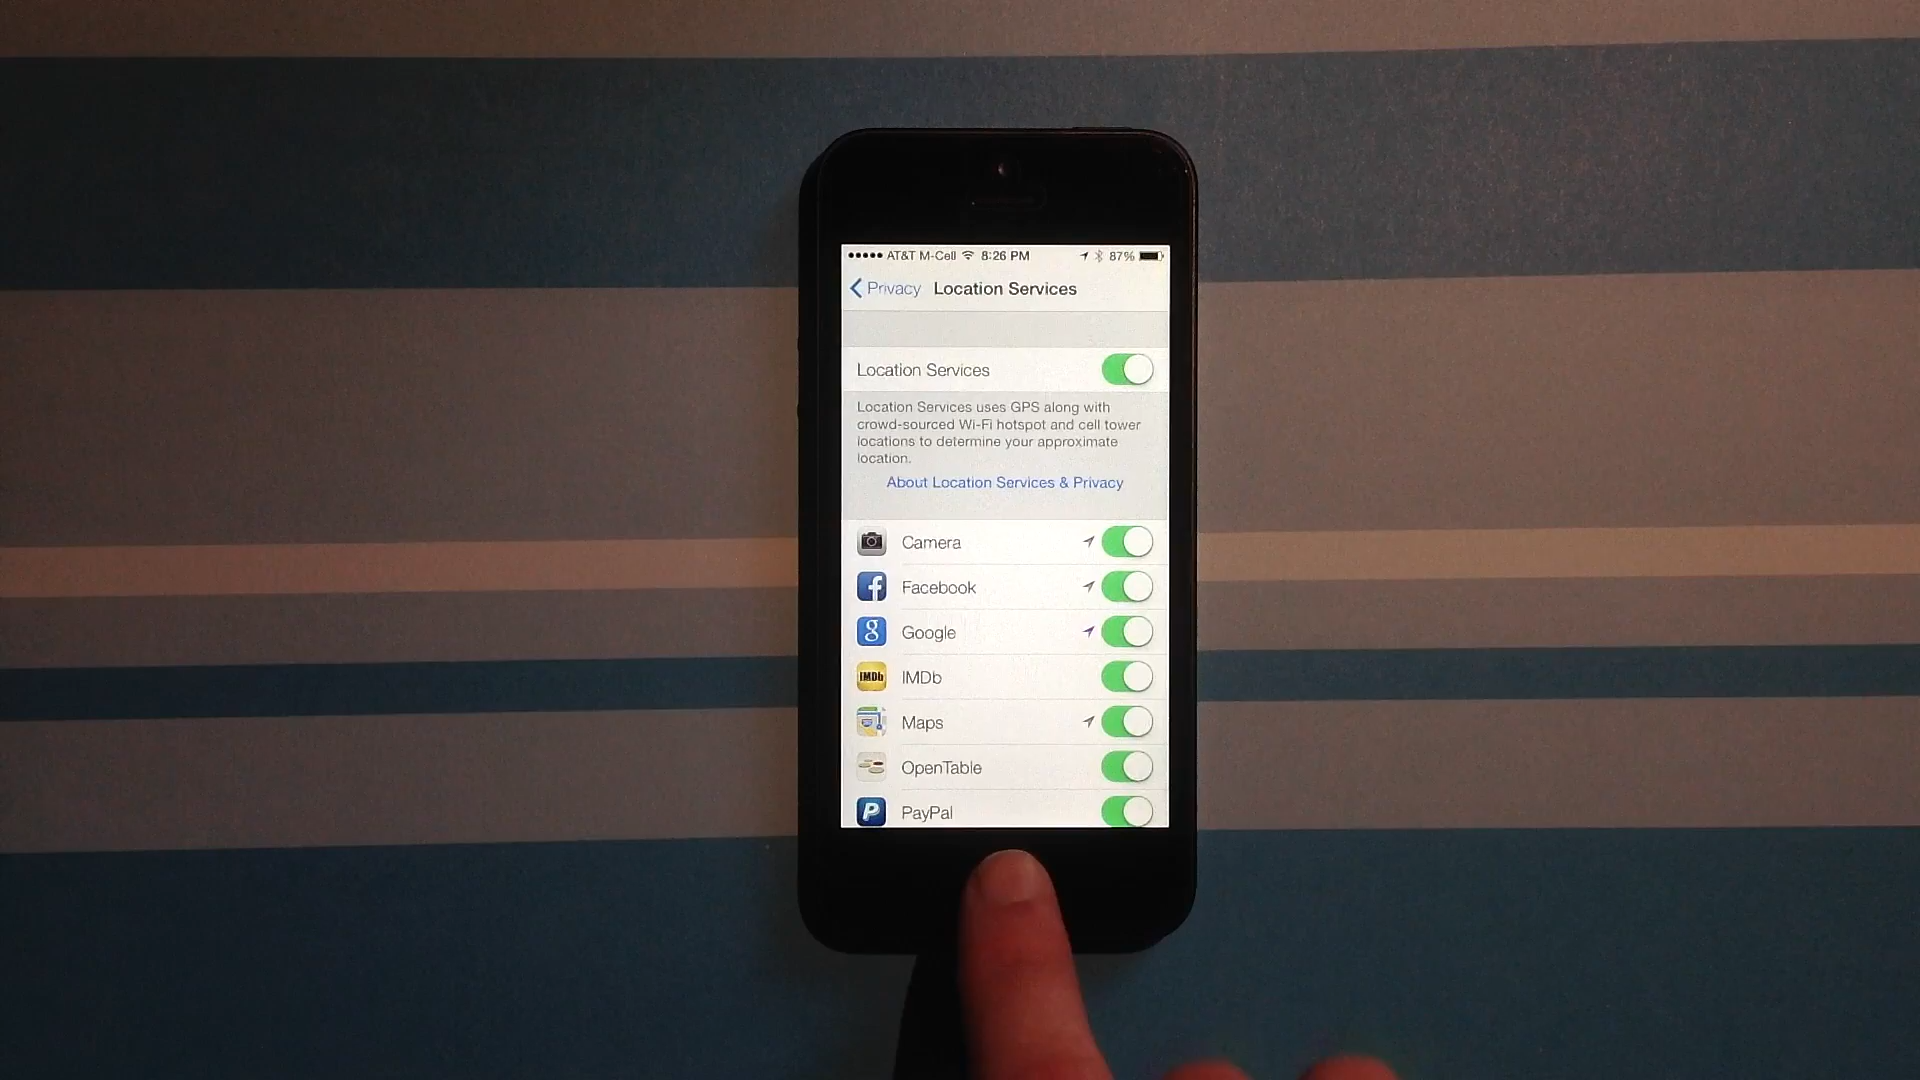 AT&T M-Cell 8:26 PM 87%
Privacy Location Services
Location Services
Location Services uses GPS along with
crowd-sourced Wi-Fi hotspot and cell tower
locations to determine your approximate
location.
About Location Services & Privacy
Camera
Facebook
Google
IMDb IMDb
Maps
OpenTable
PayPal